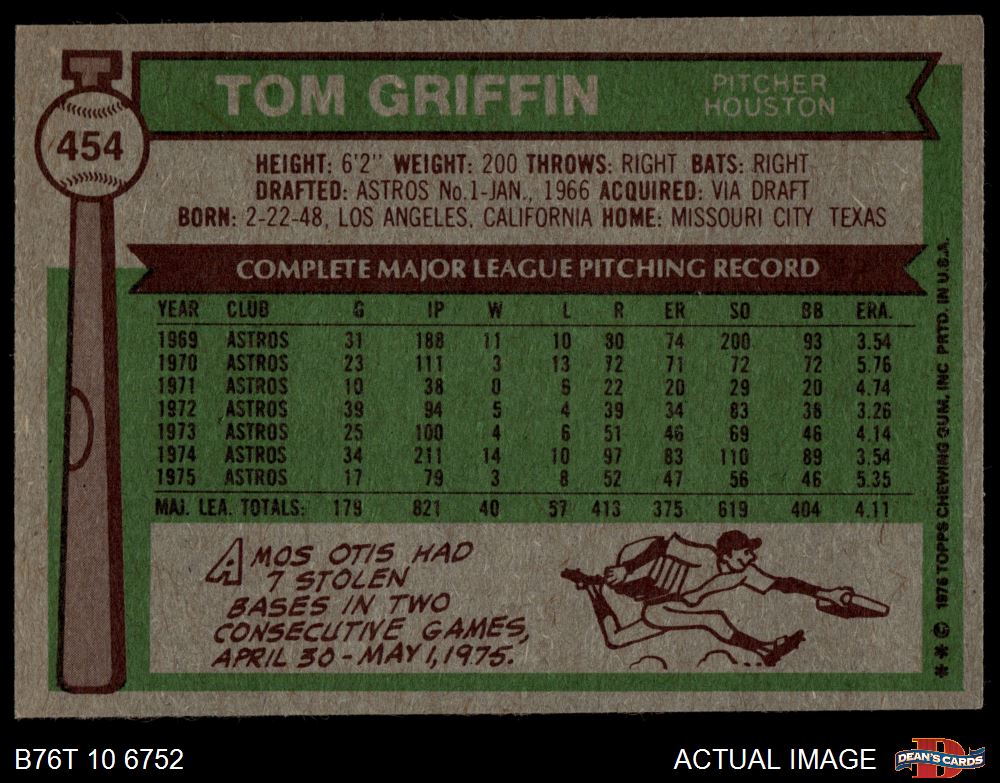 TOM GRIFFIN
PITCHER
HOUSTON
454
HEIGHT: 6'2" WEIGHT: 200 THROWS: RIGHT BATS: RIGHT
DRAFTED: ASTROS No.1-JAN., 1966 ACQUIRED: VIA DRAFT
BORN: 2-22-48, LOS ANGELES, CALIFORNIA HOME: MISSOURI CITY TEXAS
COMPLETE MAJOR LEAGUE PITCHING RECORD
YEAR CLUB G IP W L R ER SO BB ERA.
1969 ASTROS 31 188 11 10 80 74 200 93 3.54
1970 ASTROS 23 111 3 13 72 71 72 72 5.76
1971 ASTROS 10 38 0 6 22 20 29 20 4.74
1972 ASTROS 39 94 5 4 39 34 83 38 3.26
1973 ASTROS 25 100 4 6 51 46 69 46 4.14
1974 ASTROS 34 211 14 10 97 83 110 89 3.54
1975 ASTROS 17 79 3 8 52 47 56 46 5.35
MAJ. LEA. TOTALS: 179 821 40 57 413 375 619 404 4.11
AMOS OTIS HAD
7 STOLEN
BASES IN TWO
CONSECUTIVE GAMES,
APRIL 30-MAY 1, 1975.
* * © 1976 TOPPS CHEWING GUM, INC PRTD. IN U.S.A.
B76T 10 6752
ACTUAL IMAGE
D
DEAN'S CARDS